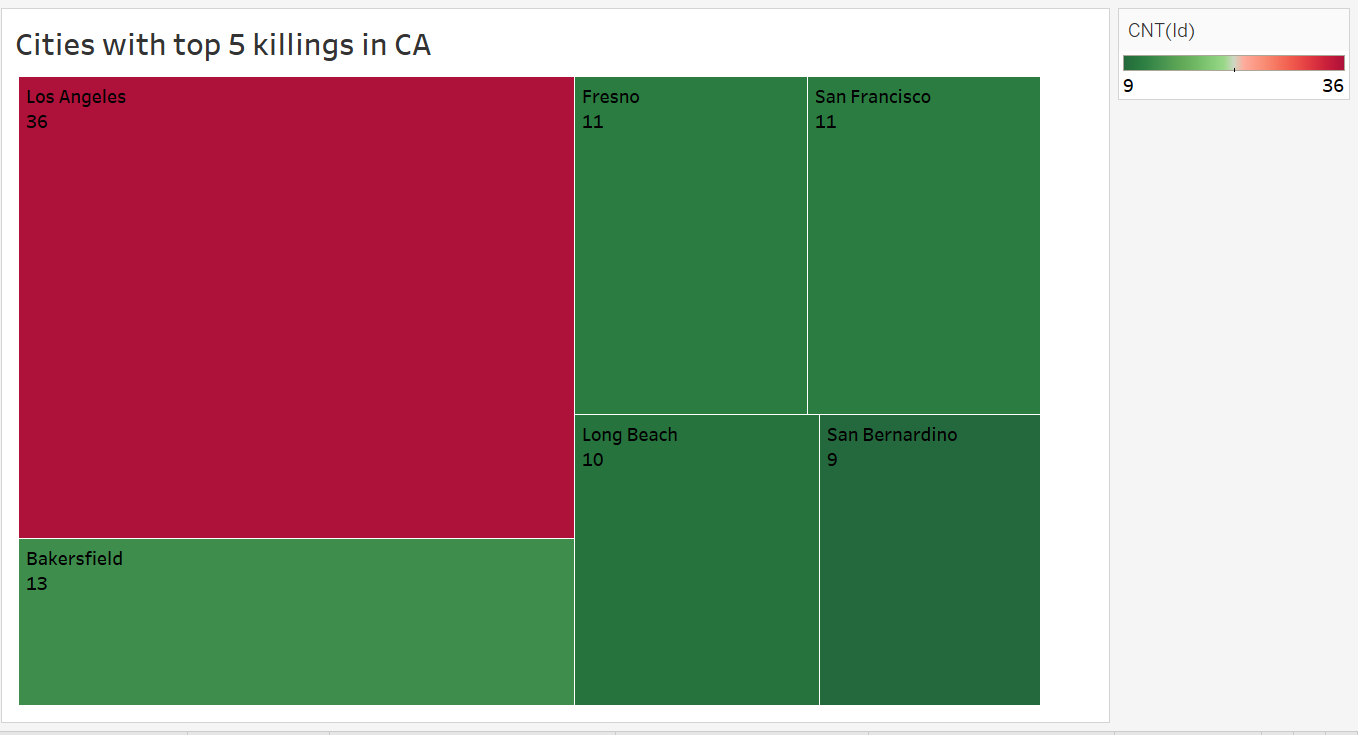 Cities with top 5 killings in CA
Los Angeles
36
Fresno
11
San Francisco
11
Long Beach
10
San Bernardino
9
Bakersfield
13
CNT(Id)
9 36